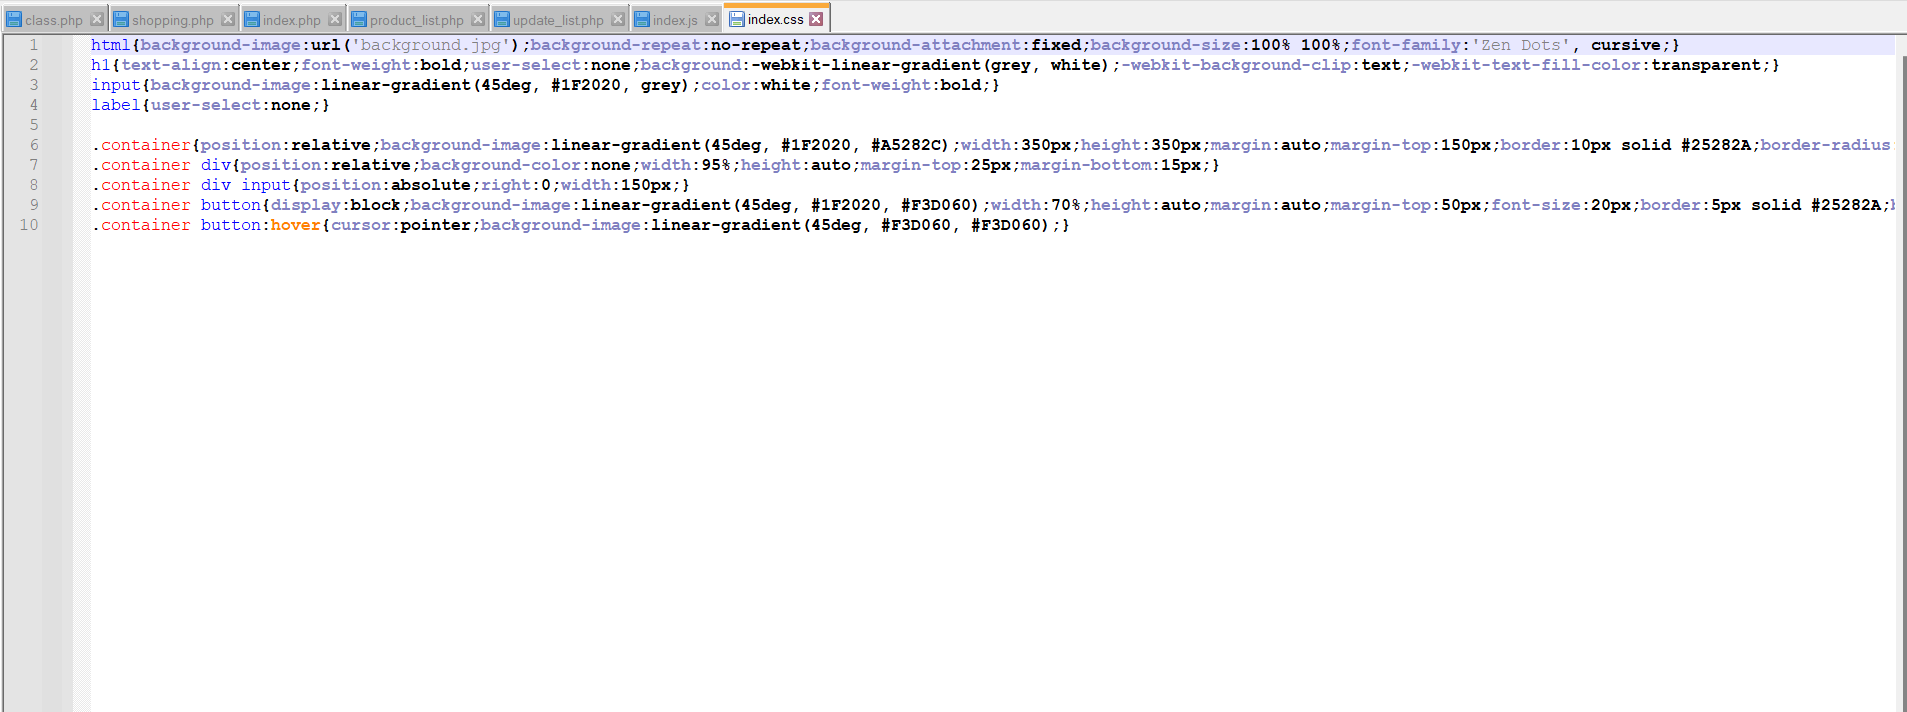 class.php shopping.php index.php product_list.php update_list.php index.js index.css
1 html{background-image:url('background.jpg');background-repeat:no-repeat;background-attachment:fixed;background-size:100% 100%;font-family:'Zen Dots', cursive;}
2 h1{text-align:center;font-weight:bold;user-select:none;background:-webkit-linear-gradient(grey, white);-webkit-background-clip:text;-webkit-text-fill-color:transparent;}
3 input{background-image:linear-gradient(45deg, #1F2020, grey);color:white;font-weight:bold;}
4 label{user-select:none;}
5
6 .container{position:relative;background-image:linear-gradient(45deg, #1F2020, #A5282C);width:350px;height:350px;margin:auto;margin-top:150px;border:10px solid #25282A;border-radius
7 .container div{position:relative;background-color:none;width:95%;height:auto;margin-top:25px;margin-bottom:15px;}
8 .container div input{position:absolute;right:0;width:150px;}
9 .container button{display:block;background-image:linear-gradient(45deg, #1F2020, #F3D060);width:70%;height:auto;margin:auto;margin-top:50px;font-size:20px;border:5px solid #25282A;
10 .container button:hover{cursor:pointer;background-image:linear-gradient(45deg, #F3D060, #F3D060);}